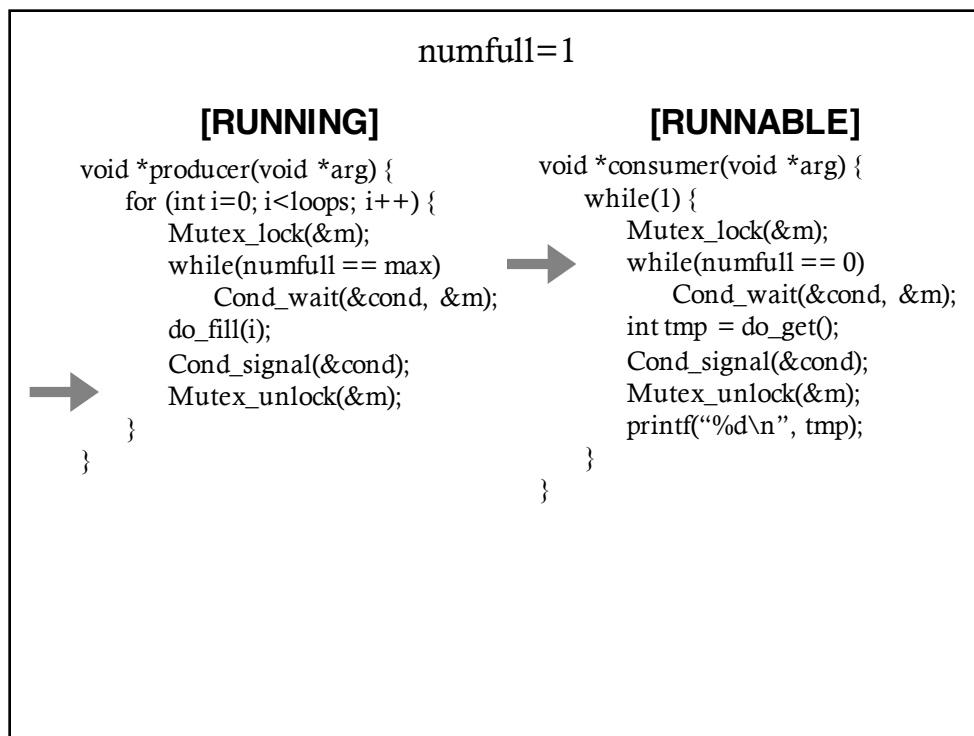 numfull=1
[RUNNING]
void *producer(void *arg) {
for (int i=0; i<loops; i++) {
Mutex_lock(&m);
while(numfull == max)
Cond_wait(&cond, &m);
do_fill(i);
Cond_signal(&cond);
Mutex_unlock(&m);
}
}
[RUNNABLE]
void *consumer(void *arg) {
while(1) {
Mutex_lock(&m);
while(numfull == 0)
Cond_wait(&cond, &m);
int tmp = do_get();
Cond_signal(&cond);
Mutex_unlock(&m);
printf(“%d\n”, tmp);
}
}